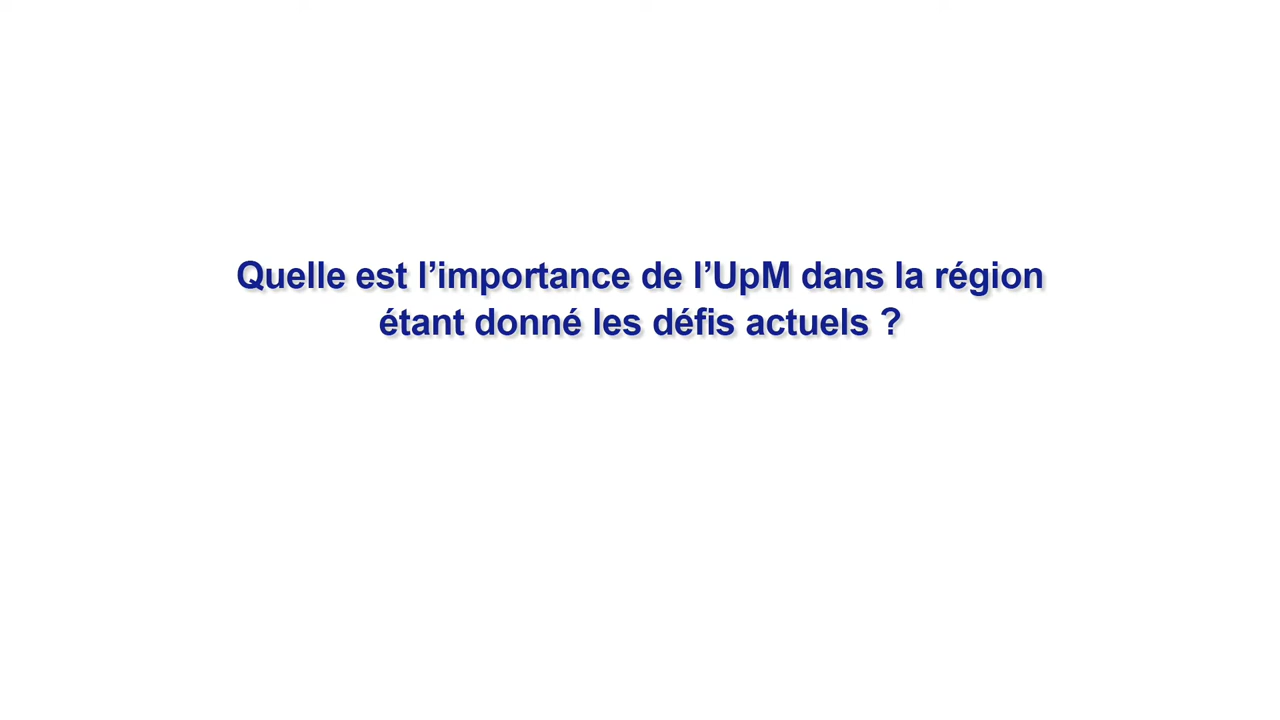 Quelle est l’importance de l’UpM dans la région
étant donné les défis actuels ?